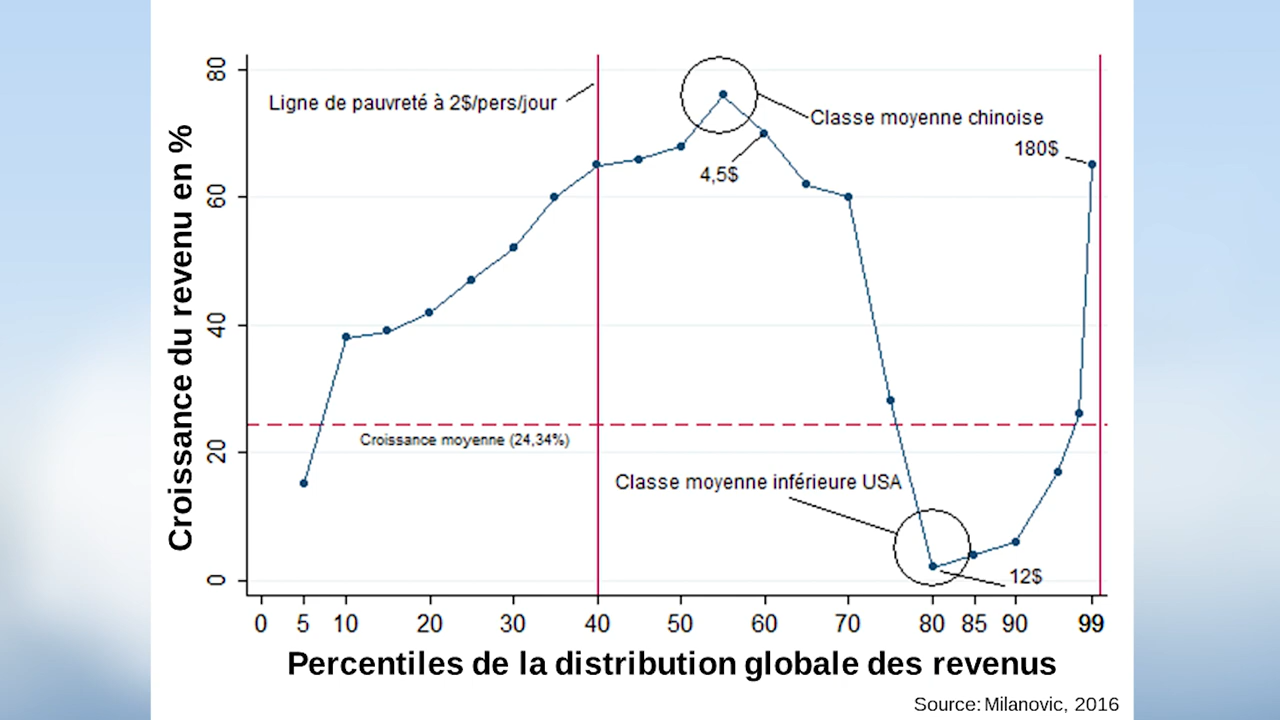 Croissance du revenu en %
80
60
40
20
0
Ligne de pauvreté à 2$/pers/jour
Classe moyenne chinoise
180$
4,5$
Croissance moyenne (24,34%)
Classe moyenne inférieure USA
12$
0 5 10 20 30 40 50 60 70 80 85 90 99
Percentiles de la distribution globale des revenus
Source: Milanovic, 2016